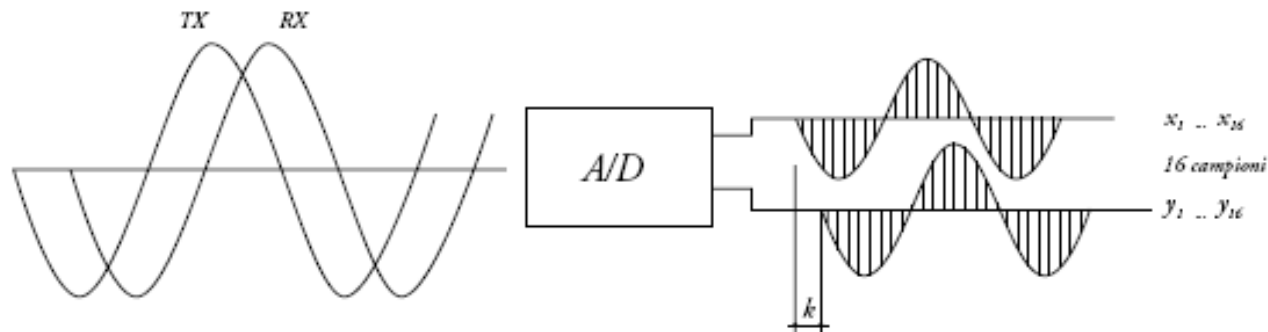 TX RX
A/D
x1 .. x16
16 campioni
y1 .. y16
k